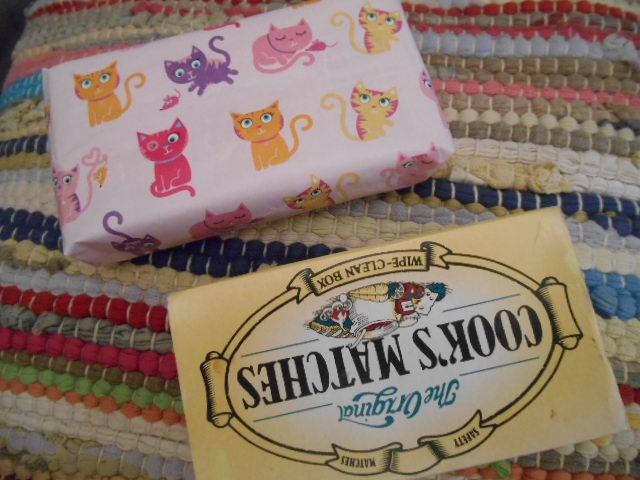 The Original
COOK'S MATCHES
WIPE-CLEAN BOX
SAFETY
MATCHES